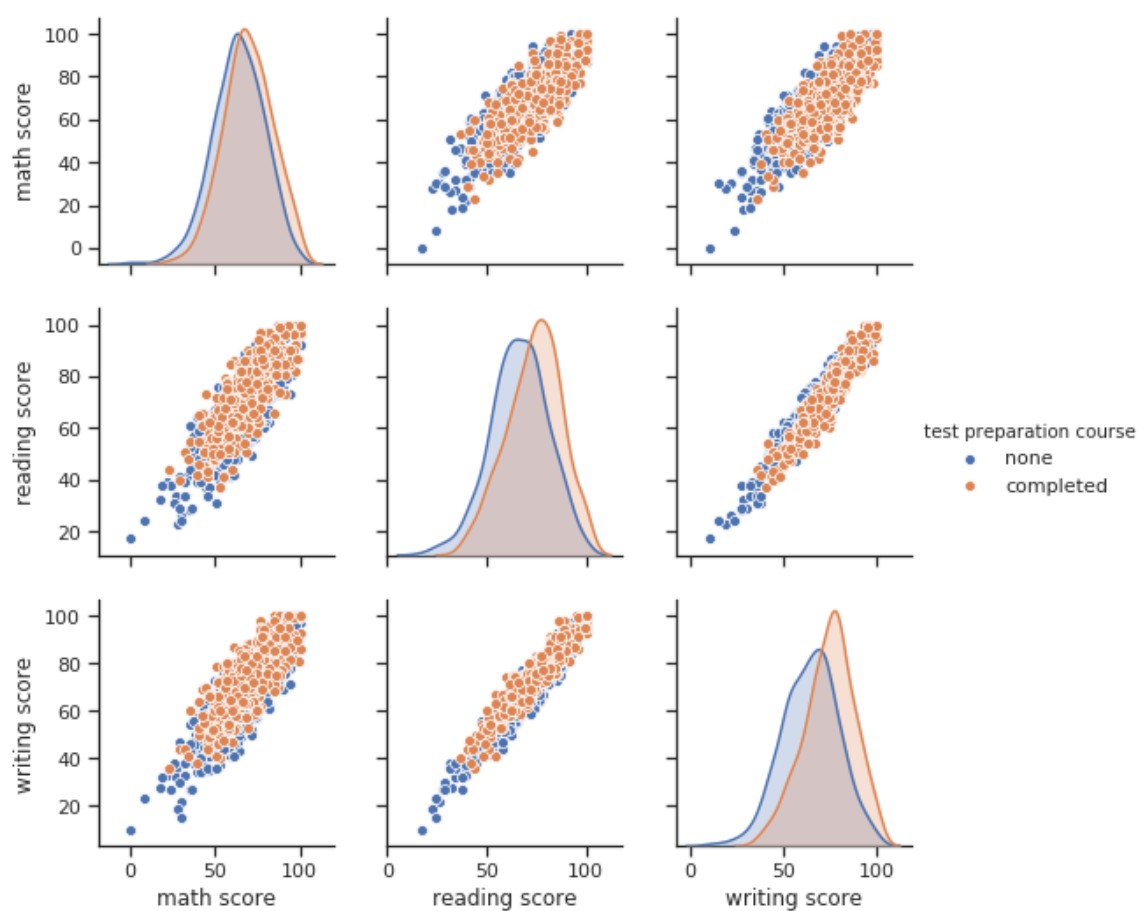 100
80
60
40
20
0
math score
100
80
60
40
20
reading score
test preparation course
none
completed
100
80
60
40
20
writing score
0 50 100 0 50 100 0 50 100
math score reading score writing score